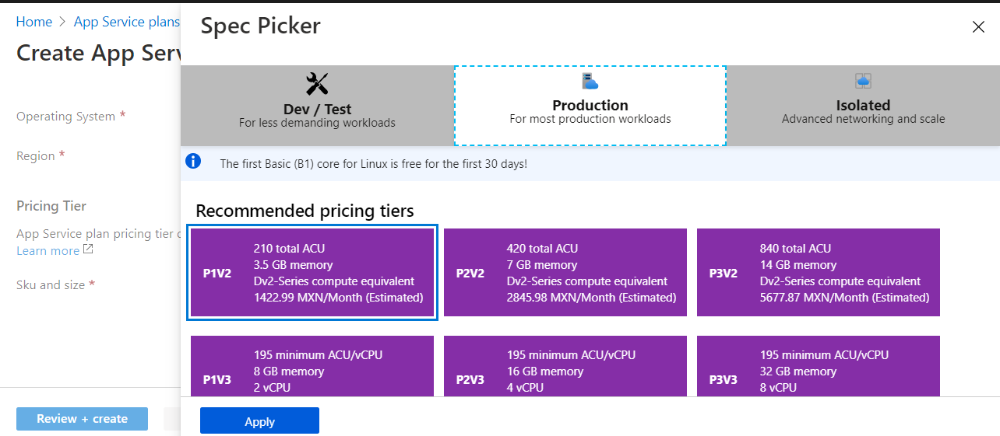 Home > App Service plans
Create App Serv
Operating System *
Region *
Pricing Tier
App Service plan pricing tier
Learn more
Sku and size *
Review + create
Spec Picker
Dev / Test
For less demanding workloads
Production
For most production workloads
Isolated
Advanced networking and scale
The first Basic (B1) core for Linux is free for the first 30 days!
Recommended pricing tiers
P1V2
210 total ACU
3.5 GB memory
Dv2-Series compute equivalent
1422.99 MXN/Month (Estimated)
P2V2
420 total ACU
7 GB memory
Dv2-Series compute equivalent
2845.98 MXN/Month (Estimated)
P3V2
840 total ACU
14 GB memory
Dv2-Series compute equivalent
5677.87 MXN/Month (Estimated)
P1V3
195 minimum ACU/vCPU
8 GB memory
2 vCPU
P2V3
195 minimum ACU/vCPU
16 GB memory
4 vCPU
P3V3
195 minimum ACU/vCPU
32 GB memory
8 vCPU
Apply